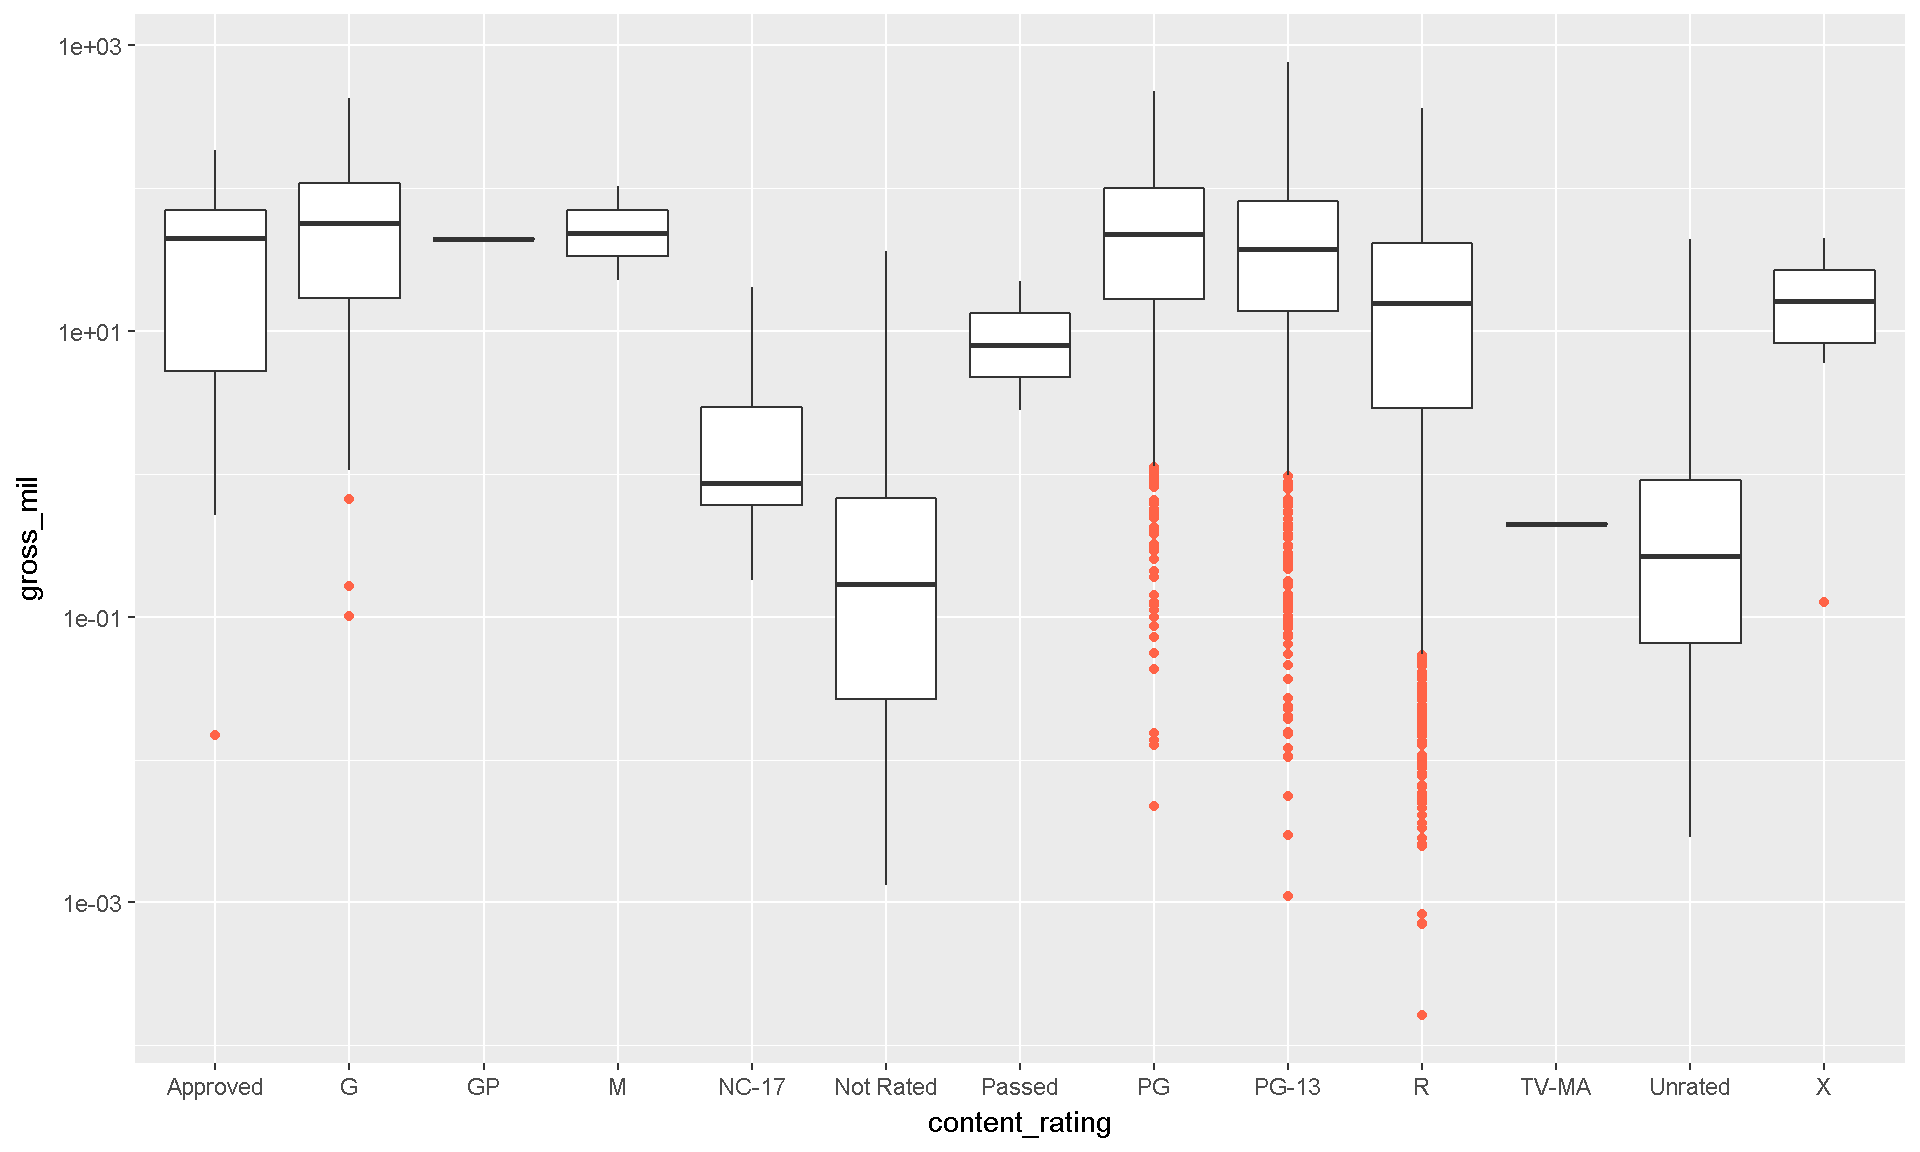 gross_mil
1e+03
1e+01
1e-01
1e-03
Approved G GP M NC-17 Not Rated Passed PG PG-13 R TV-MA Unrated X
content_rating